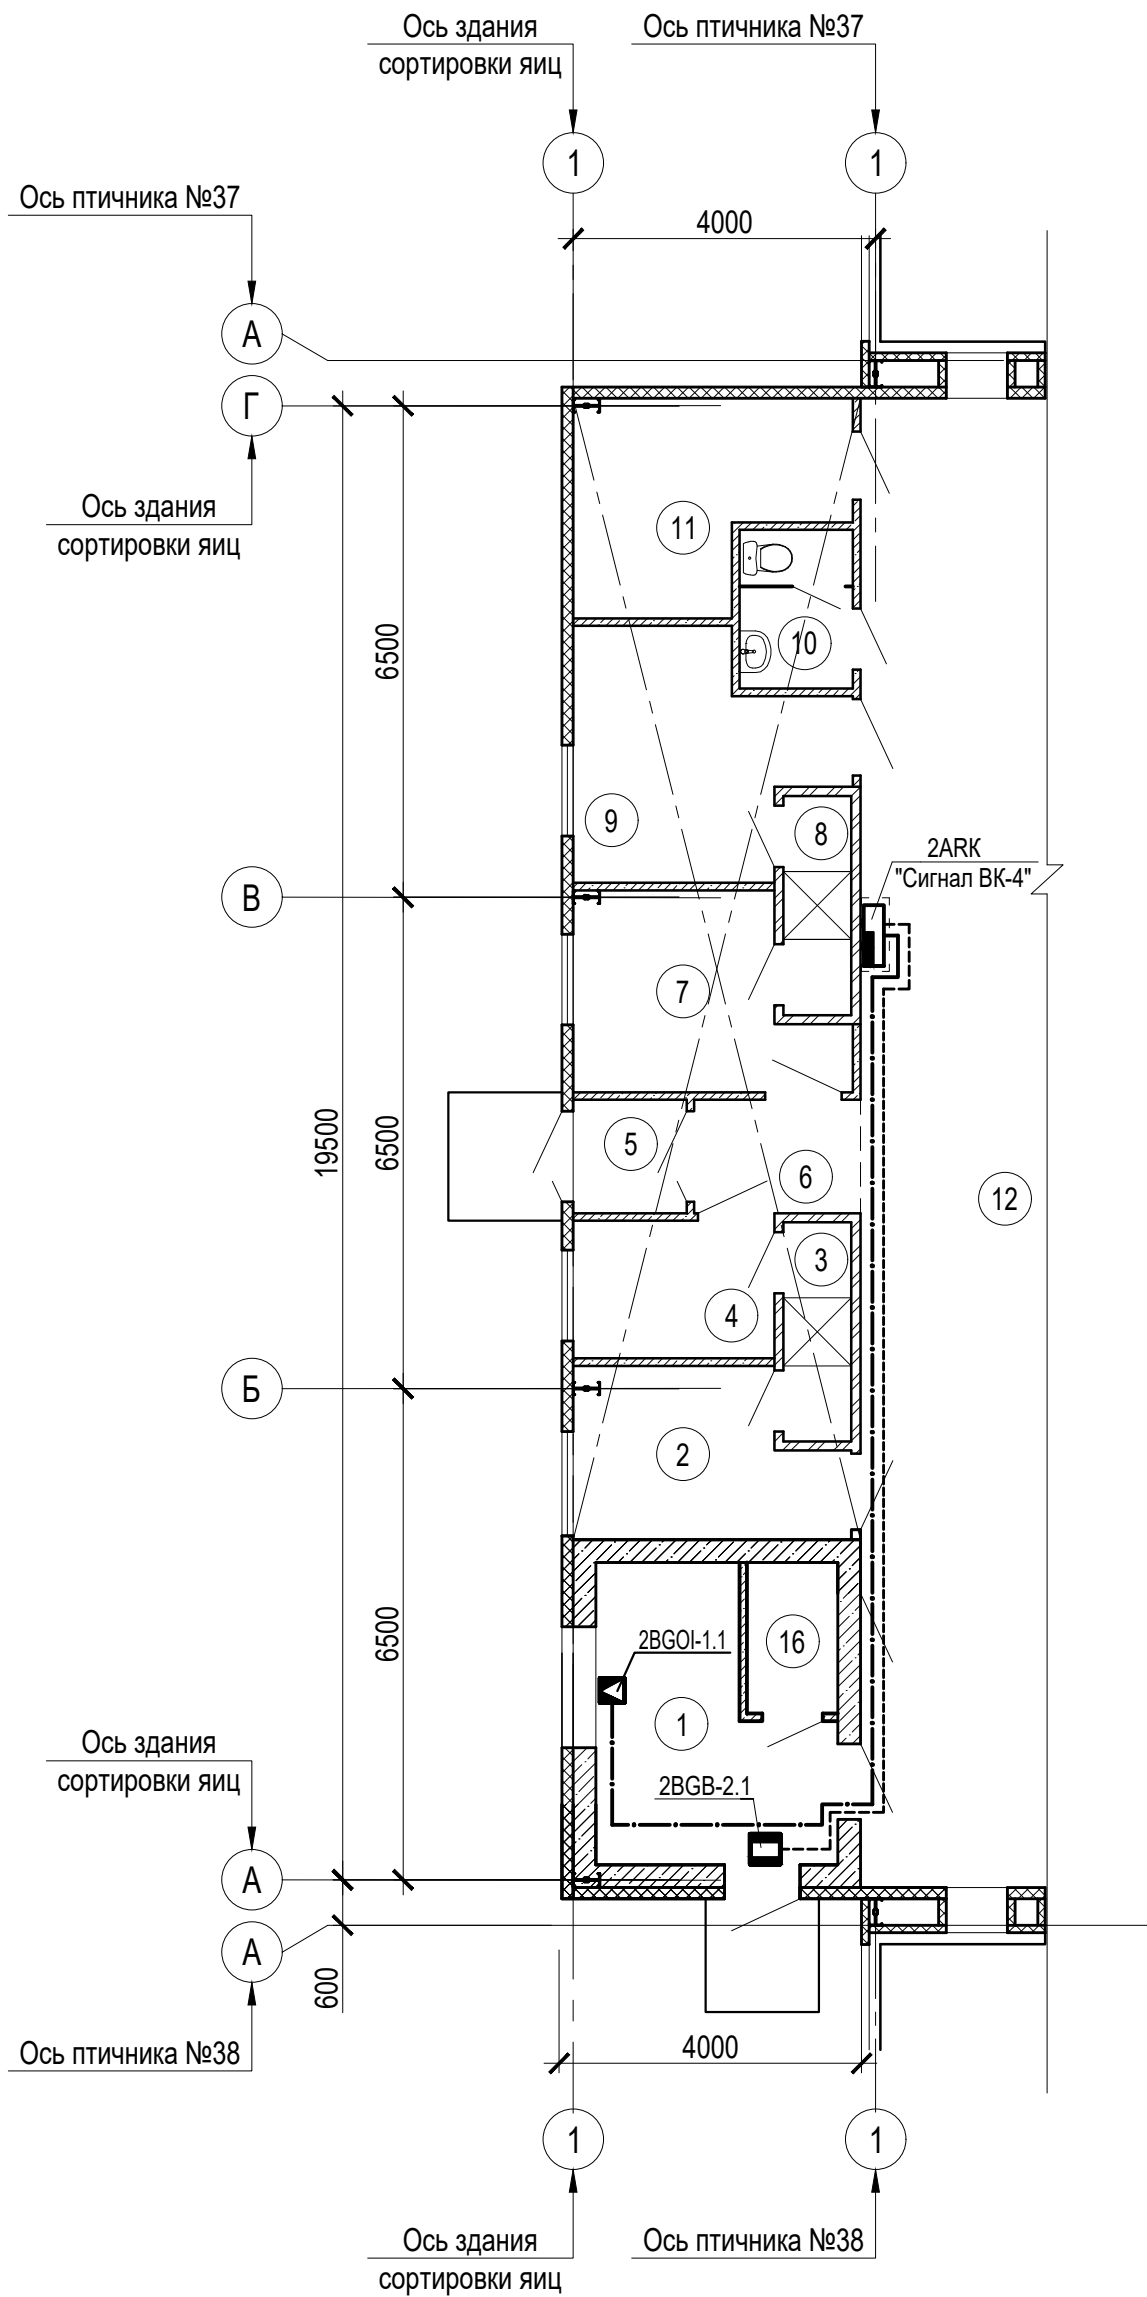 Ось здания
сортировки яиц
Ось птичника №37
1
1
Ось птичника №37
4000
А
Г
Ось здания
сортировки яиц
11
10
6500
9
8
2ARK
"Сигнал ВК-4"
В
7
19500
6500
5
6
12
3
4
Б
2
6500
16
2BGOI-1.1
1
Ось здания
сортировки яиц
2BGB-2.1
А
А
600
Ось птичника №38
4000
1
1
Ось здания
сортировки яиц
Ось птичника №38